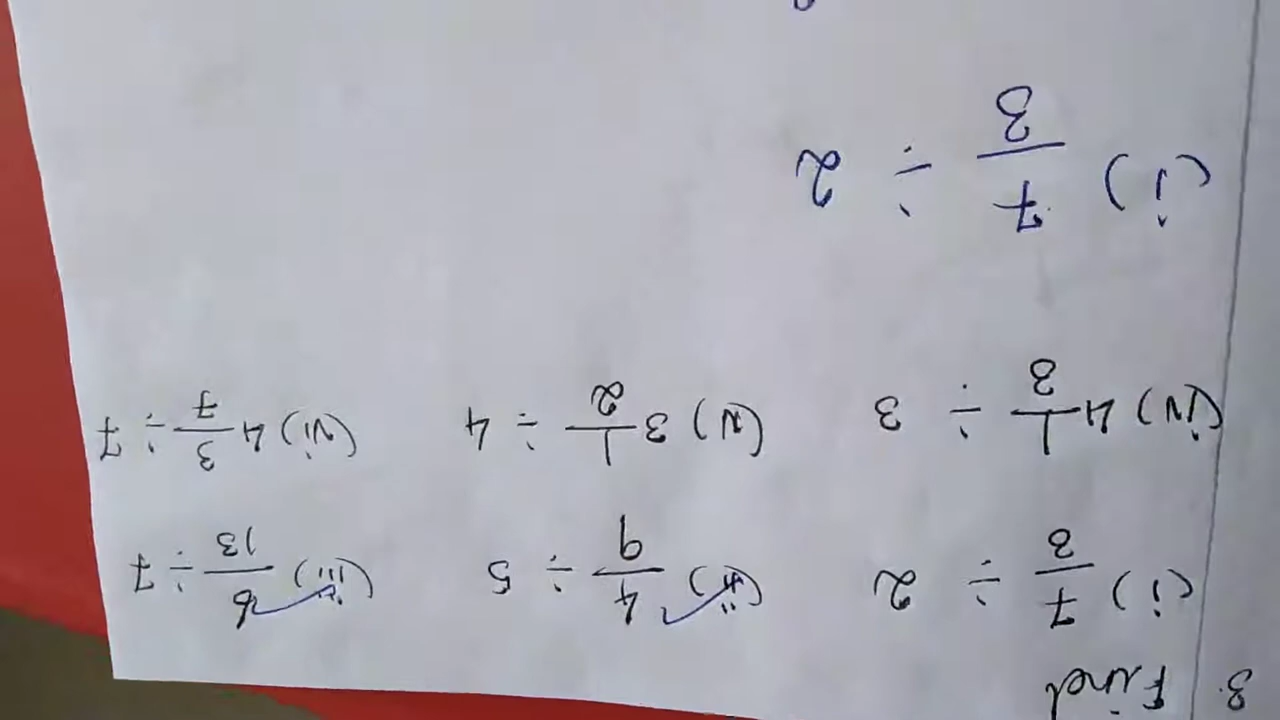 3. Find
(i) 7/3 ÷ 2 (ii) 4/9 ÷ 5 (iii) 6/13 ÷ 7
(iv) 4 1/3 ÷ 3 (v) 3 1/2 ÷ 4 (vi) 4 3/7 ÷ 7
(i) 7/3 ÷ 2